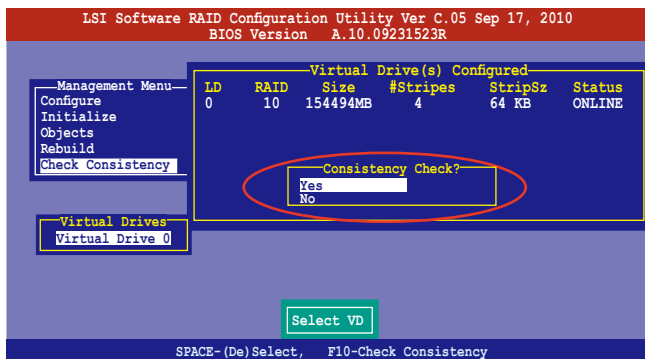 LSI Software RAID Configuration Utility Ver C.05 Sep 17, 2010
BIOS Version A.10.09231523R
Management Menu
Configure
Initialize
Objects
Rebuild
Check Consistency
Virtual Drive(s) Configured
LD RAID Size #Stripes StripSz Status
0 10 154494MB 4 64 KB ONLINE
Consistency Check?
Yes
No
Virtual Drives
Virtual Drive 0
Select VD
SPACE-(De)Select, F10-Check Consistency